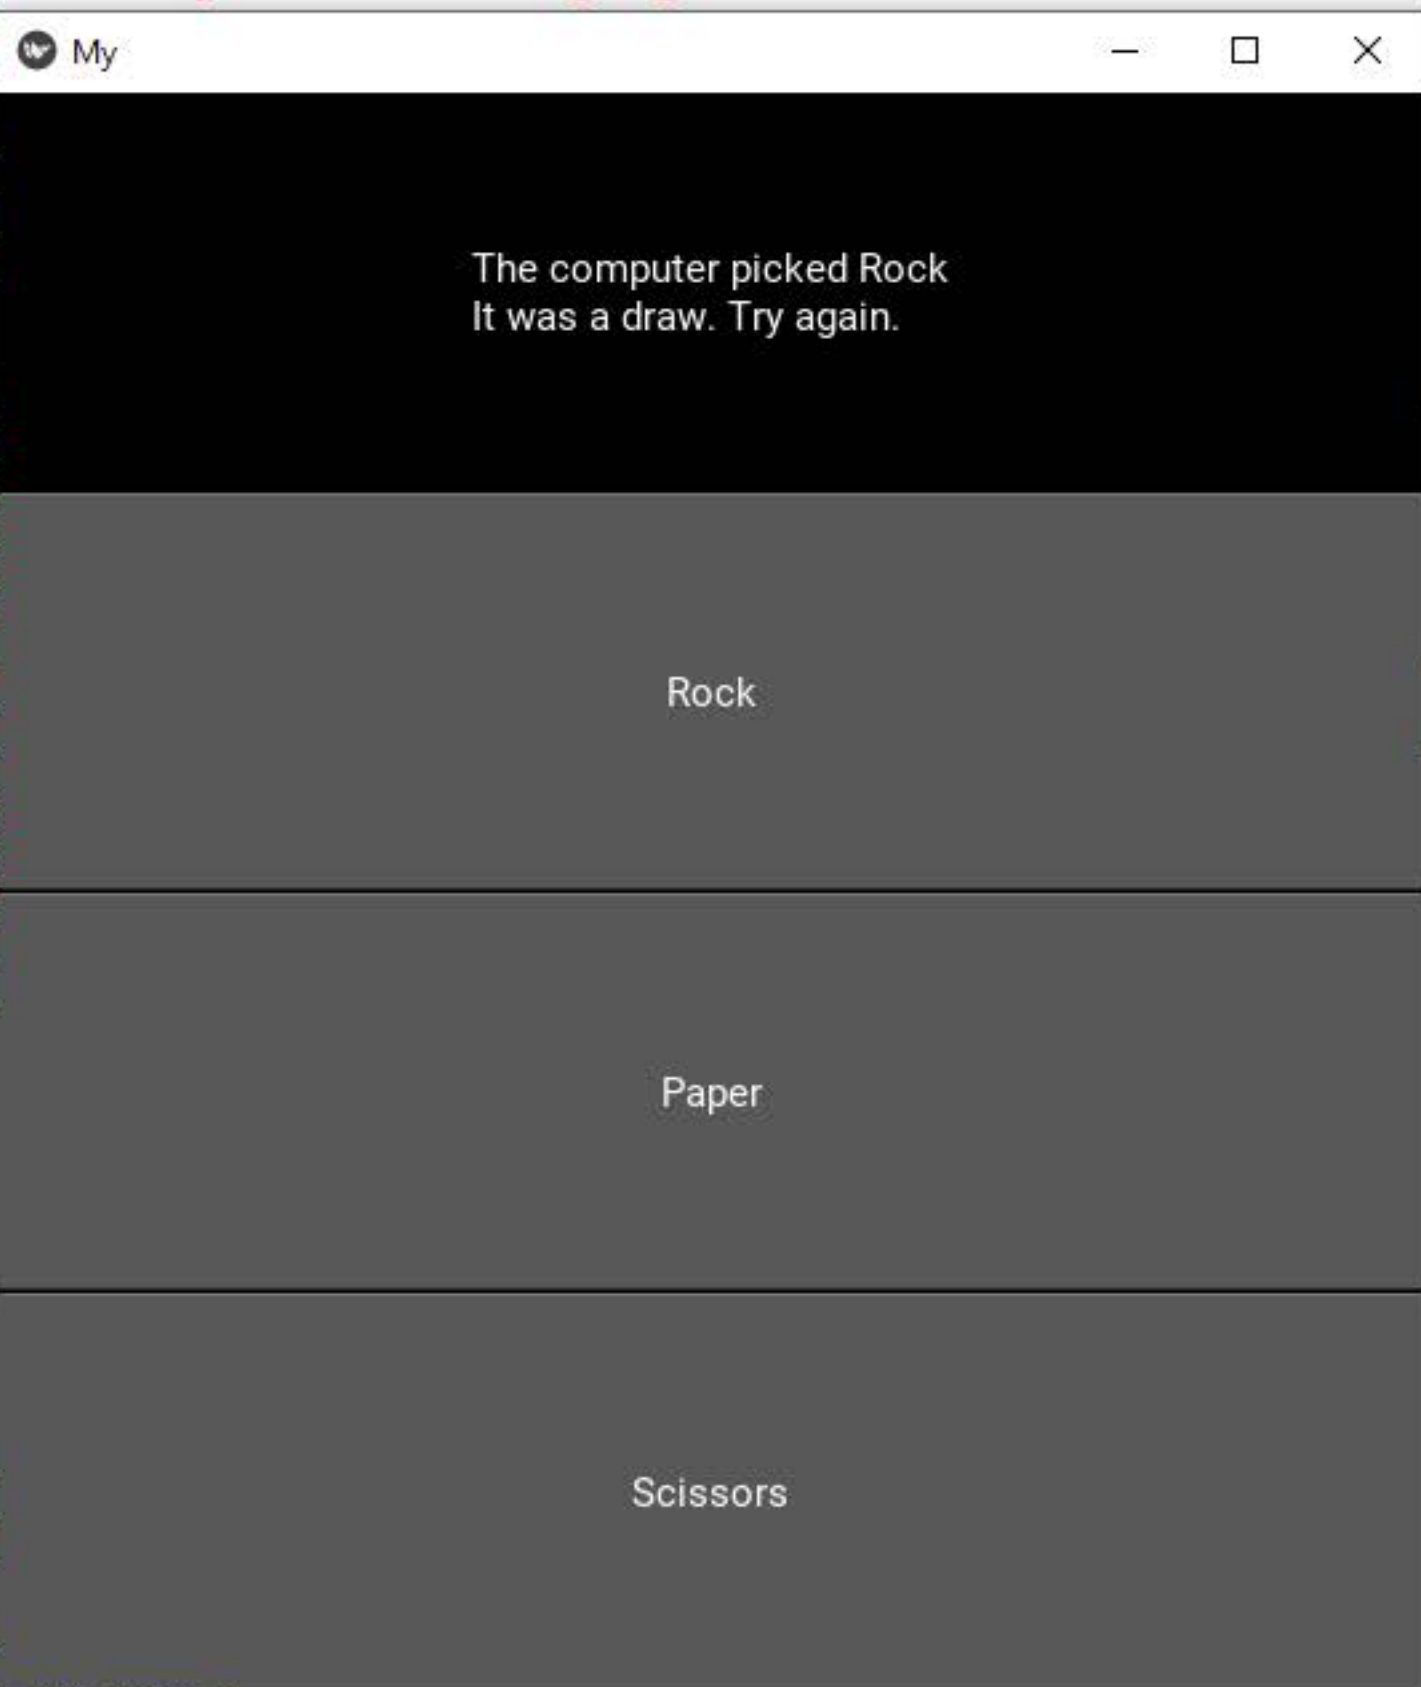 My
The computer picked Rock
It was a draw. Try again.
Rock
Paper
Scissors